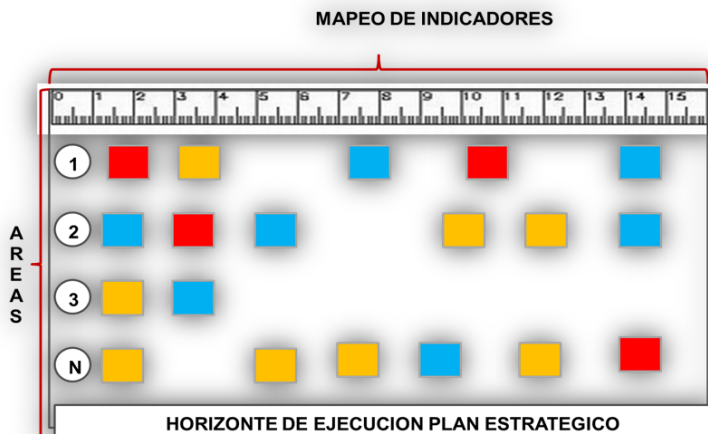 MAPEO DE INDICADORES
0 1 2 3 4 5 6 7 8 9 10 11 12 13 14 15
1
2
3
N
AREAS
HORIZONTE DE EJECUCION PLAN ESTRATEGICO